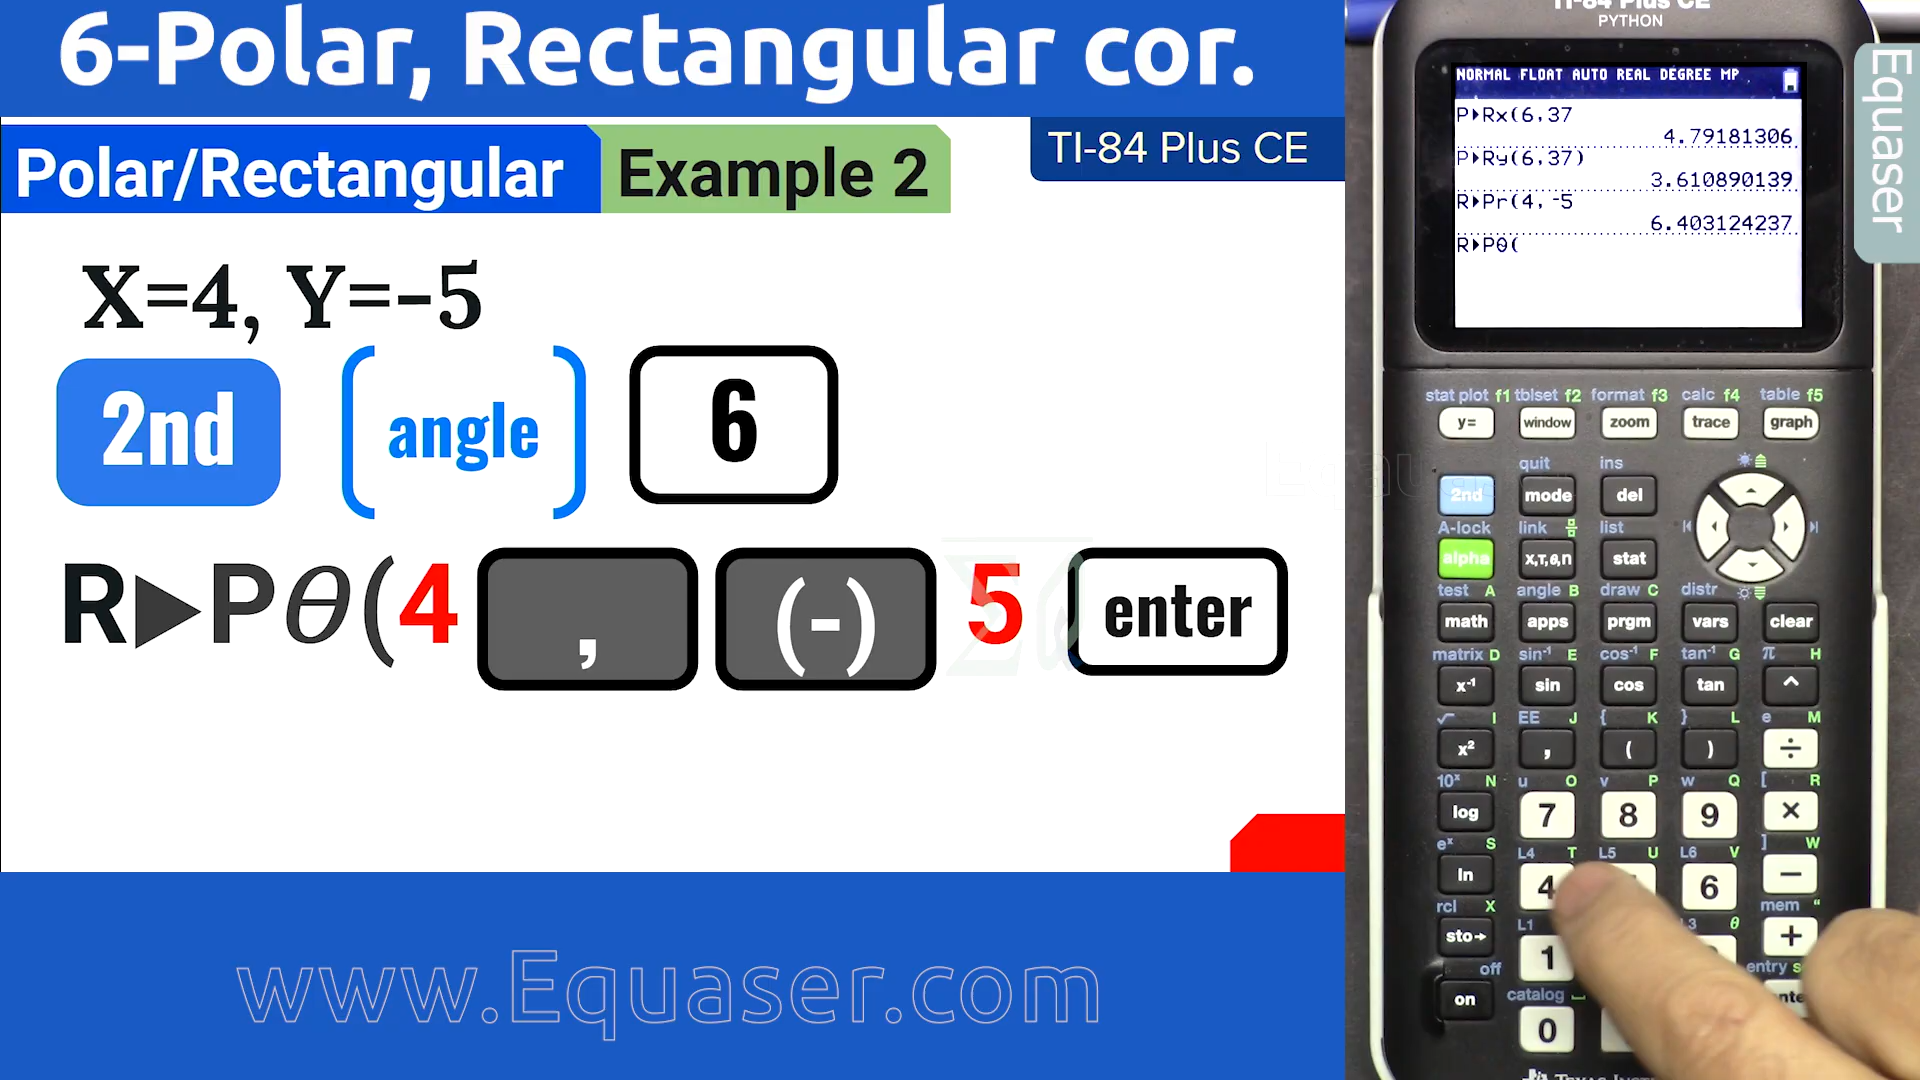 6-Polar, Rectangular cor.
Polar/Rectangular
Example 2
TI-84 Plus CE
X=4, Y=-5
2nd
angle
6
R▶Pθ(4 , (-) 5 enter
www.Equaser.com
Equaser
TI-84 Plus CE
PYTHON
NORMAL FLOAT AUTO REAL DEGREE MP
P▶Rx(6,37
4.79181306
P▶Ry(6,37)
3.610890139
R▶Pr(4,-5
6.403124237
R▶Pθ(
stat plot f1 tblset f2 format f3 calc f4 table f5
y= window zoom trace graph
quit ins
2nd mode del
A-lock link list
alpha X,T,θ,n stat
test A angle B draw C distr
math apps prgm vars clear
matrix D sin⁻¹ E cos⁻¹ F tan⁻¹ G π H
x⁻¹ sin cos tan ^
√ I EE J { K } L e M
x² , ( ) ÷
10ˣ N u O v P w Q [ R
log 7 8 9 ×
eˣ S L4 T L5 U L6 V ] W
ln 4 6 −
rcl X L1 L3 θ mem "
sto→ 1 +
off catalog entry
on 0